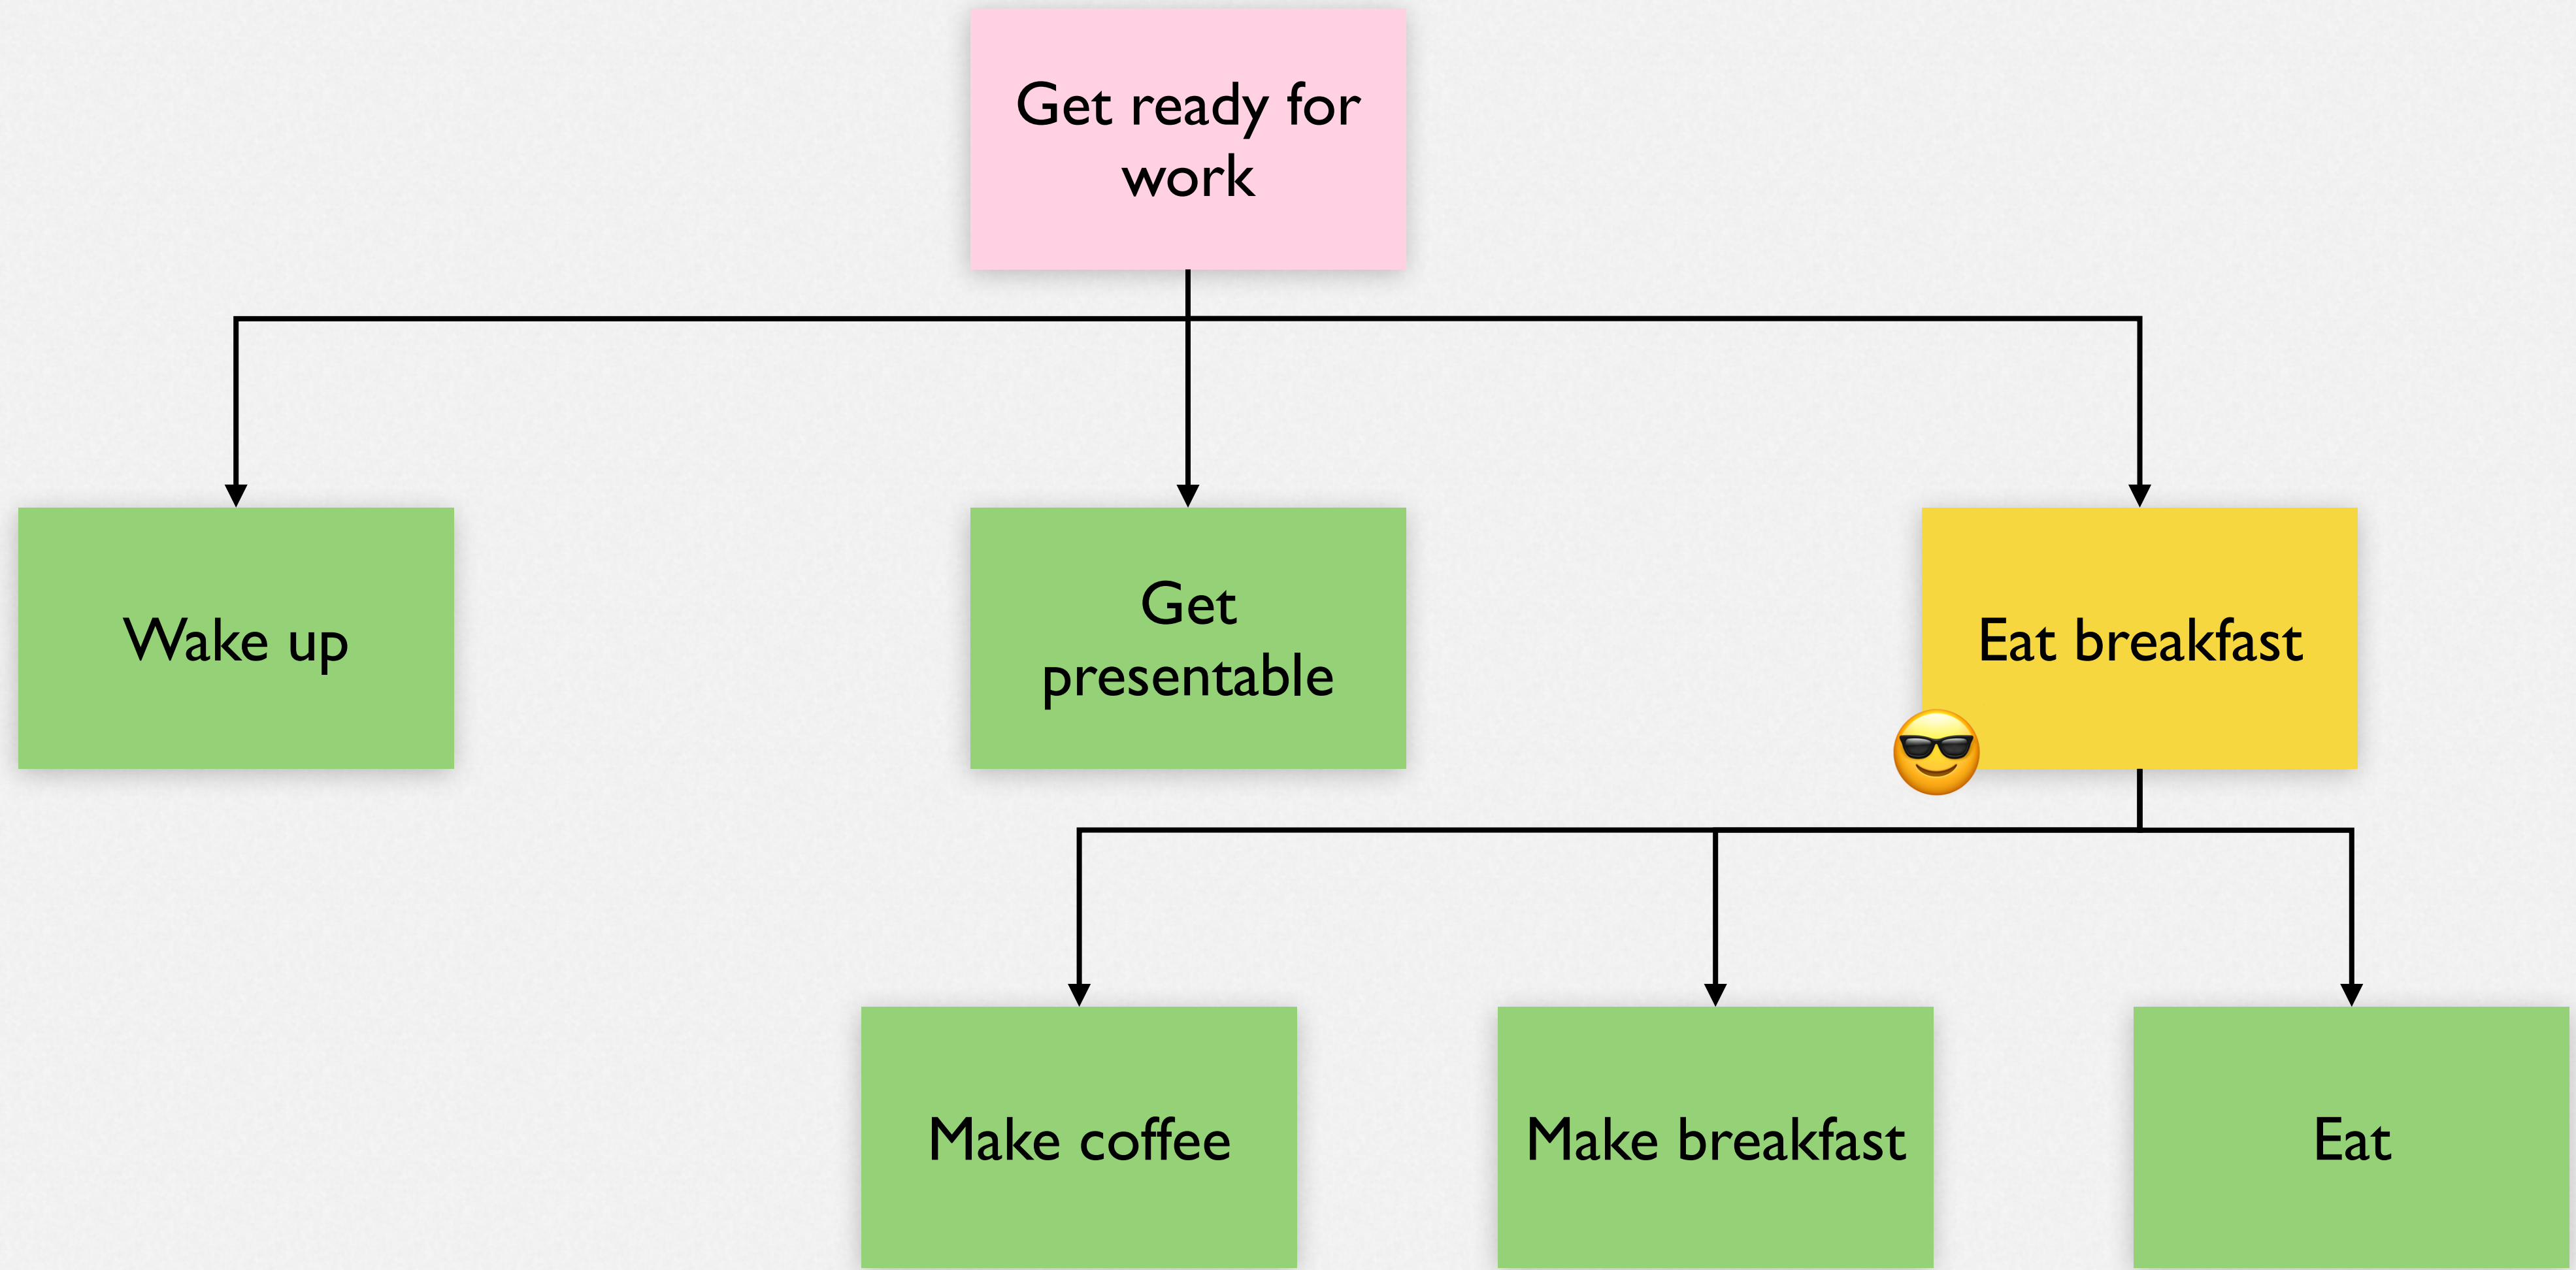 Get ready for
work
Wake up
Get
presentable
Eat breakfast
Make coffee
Make breakfast
Eat